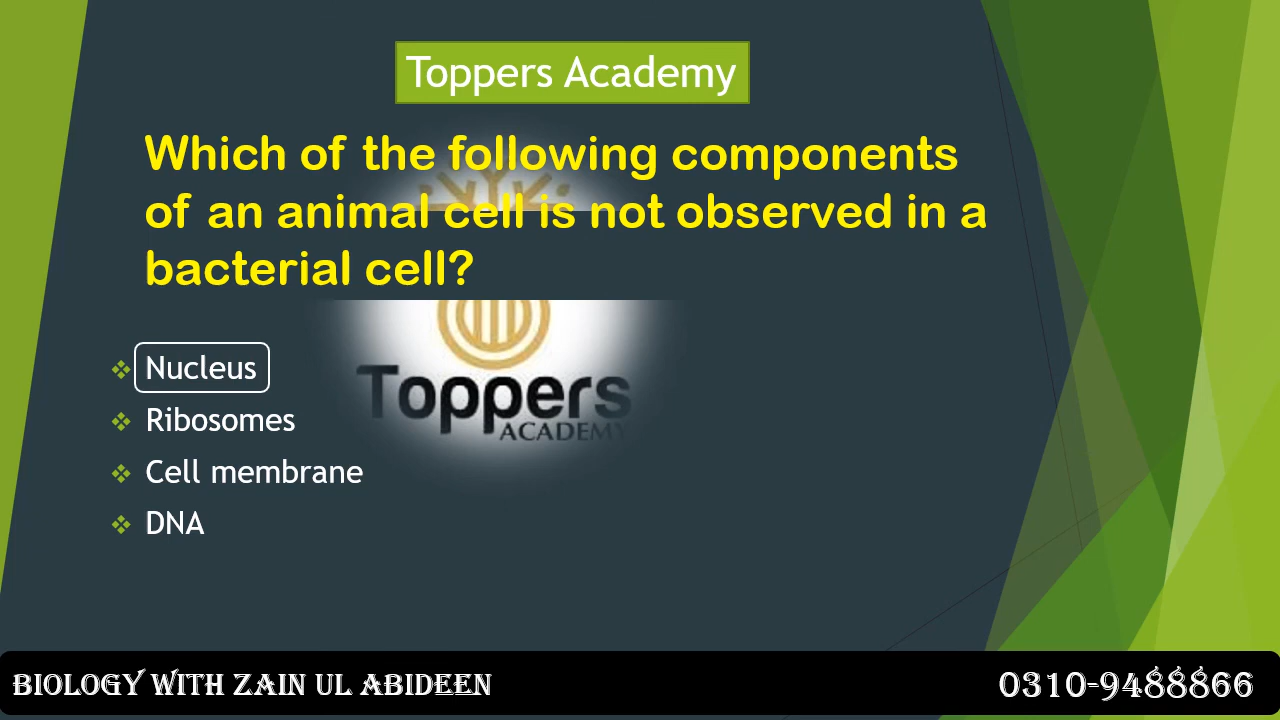 Toppers Academy
Which of the following components
of an animal cell is not observed in a
bacterial cell?
Nucleus
Ribosomes
Cell membrane
DNA
Toppers
ACADEMY
BIOLOGY WITH ZAIN UL ABIDEEN
0310-9488866